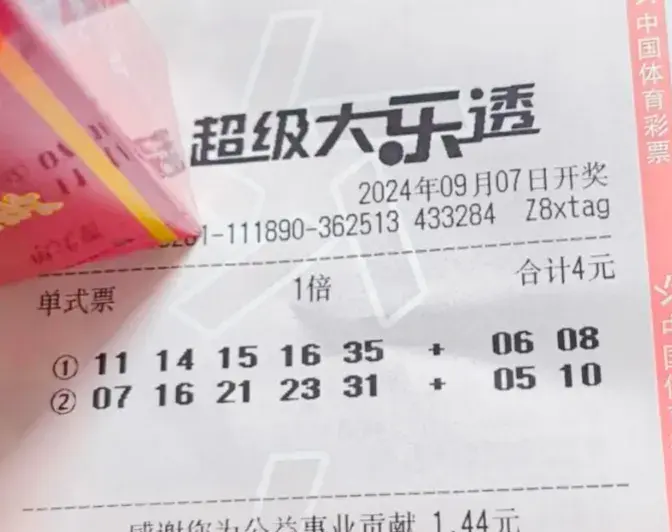 超级大乐透
2024年09月07日开奖
-111890-362513 433284 Z8xtag
单式票 1倍 合计4元
① 11 14 15 16 35 + 06 08
② 07 16 21 23 31 + 05 10
感谢您为公益事业贡献 1.44元
中国体育彩票
中国体